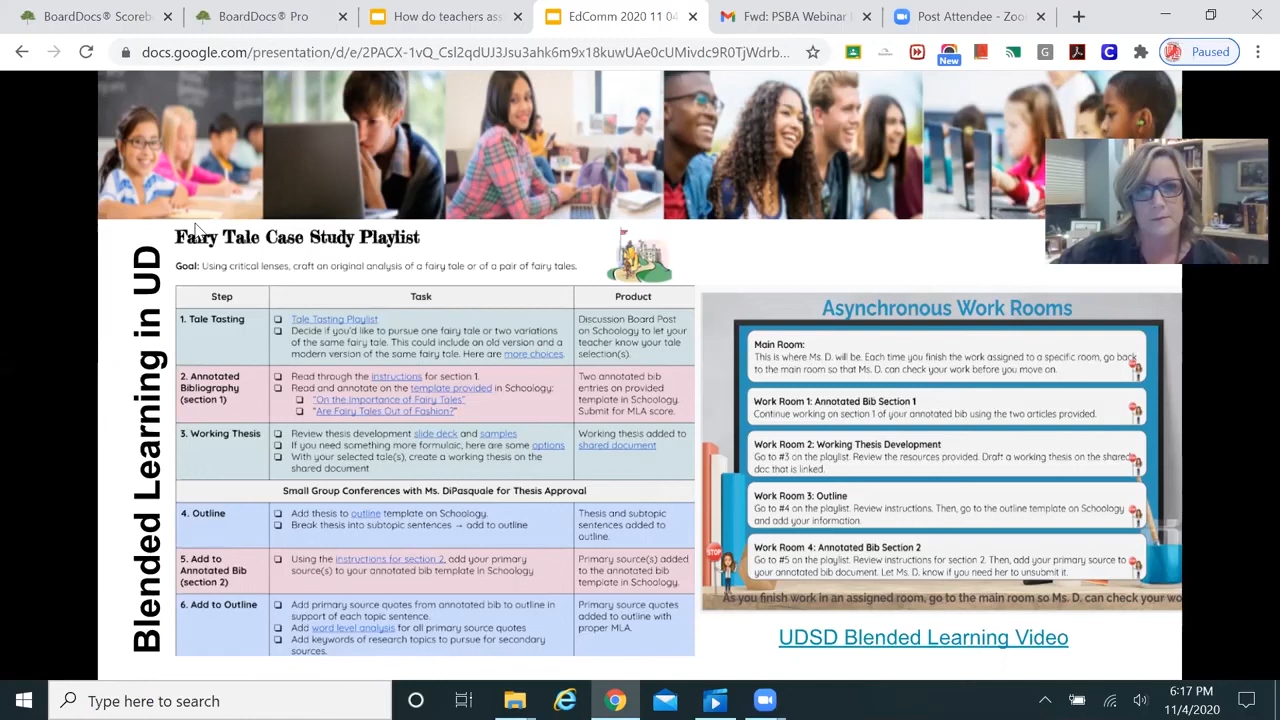 BoardDocs® Scoreb
BoardDocs® Pro
How do teachers ass
EdComm 2020 11 04
Fwd: PSBA Webinar
Post Attendee - Zoo
docs.google.com/presentation/d/e/2PACX-1vQ_Csl2dUJ3Jsu3ahk6m9x18kuwUAe0cUMivdc9R0TjWdrb...
New
Paused
Blended Learning in UD
Fairy Tale Case Study Playlist
Goal: Using critical lenses, craft an original analysis of a fairy tale or of a pair of fairy tales.
Step
Task
Product
1. Tale Tasting
Tale Tasting Playlist
Decide if you'd like to pursue one fairy tale or two variations
of the same fairy tale. This could include an old version and a
modern version of the same fairy tale. Here are more choices.
Discussion Board Post
on Schoology to let your
teacher know your tale
selection(s).
2. Annotated
Bibliography
(section 1)
Read through the instructions for section 1.
Read and annotate on the template provided in Schoology:
"On the Importance of Fairy Tales"
"Are Fairy Tales Out of Fashion?"
Two annotated bib
entries on provided
template in Schoology.
Submit for MLA score.
3. Working Thesis
Review thesis development slide deck and samples
If you need something more formulaic, here are some options
With your selected tale(s), create a working thesis on the
shared document
Working thesis added to
shared document
Small Group Conferences with Ms. DiPasquale for Thesis Approval
4. Outline
Add thesis to outline template on Schoology.
Break thesis into subtopic sentences → add to outline
Thesis and subtopic
sentences added to
outline.
5. Add to
Annotated Bib
(section 2)
Using the instructions for section 2, add your primary
source(s) to your annotated bib template in Schoology
Primary source(s) added
to the annotated bib
template in Schoology.
6. Add to Outline
Add primary source quotes from annotated bib to outline in
support of each topic sentence.
Add word level analysis for all primary source quotes
Add keywords of research topics to pursue for secondary
sources.
Primary source quotes
added to outline with
proper MLA.
Asynchronous Work Rooms
Main Room:
This is where Ms. D. will be. Each time you finish the work assigned to a specific room, go back
to the main room so that Ms. D. can check your work before you move on.
Work Room 1: Annotated Bib Section 1
Continue working on section 1 of your annotated bib using the two articles provided.
Work Room 2: Working Thesis Development
Go to #3 on the playlist. Review the resources provided. Draft a working thesis on the shared
doc that is linked.
Work Room 3: Outline
Go to #4 on the playlist. Review instructions. Then, go to the outline template on Schoology
and add your information.
Work Room 4: Annotated Bib Section 2
Go to #5 on the playlist. Review instructions for section 2. Then, add your primary source to
your annotated bib document. Let Ms. D. know if you need her to unsubmit it.
STOP
As you finish work in an assigned room, go to the main room so Ms. D. can check your wo
UDSD Blended Learning Video
Type here to search
6:17 PM
11/4/2020